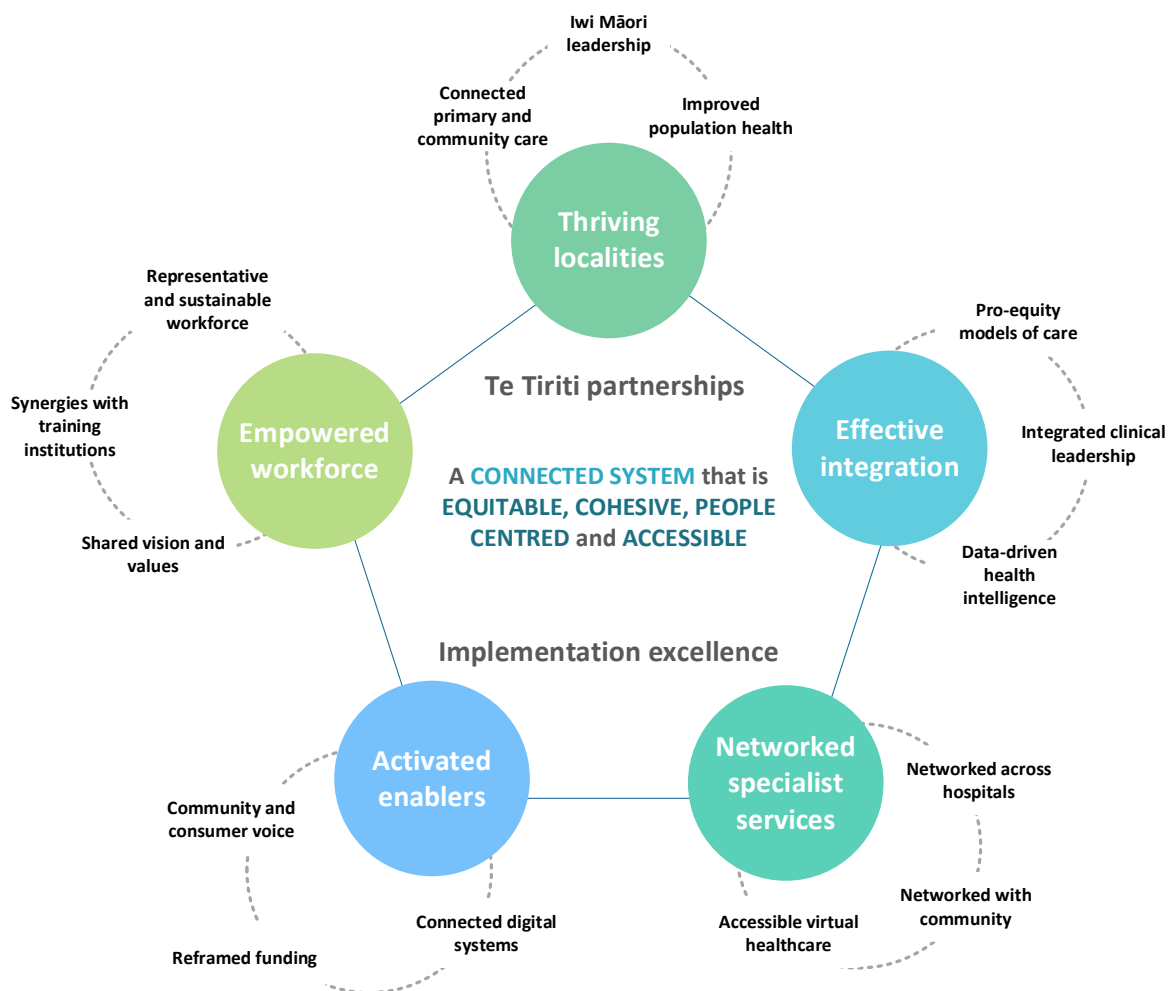 Iwi Māori
leadership
Connected
primary and
community care
Improved
population health
Thriving
localities
Representative
and sustainable
workforce
Synergies with
training
institutions
Shared vision and
values
Empowered
workforce
Pro-equity
models of care
Integrated clinical
leadership
Data-driven
health
intelligence
Effective
integration
Te Tiriti partnerships
A CONNECTED SYSTEM that is
EQUITABLE, COHESIVE, PEOPLE
CENTRED and ACCESSIBLE
Implementation excellence
Activated
enablers
Community and
consumer voice
Reframed funding
Connected digital
systems
Networked
specialist
services
Networked across
hospitals
Networked with
community
Accessible virtual
healthcare